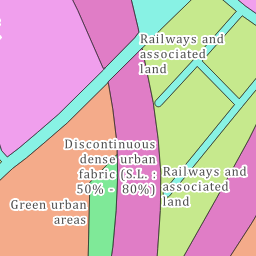 Railways and
associated
land
Discontinuous
dense urban
fabric (S.L. :
50% - 80%)
Railways and
associated
land
Green urban
areas